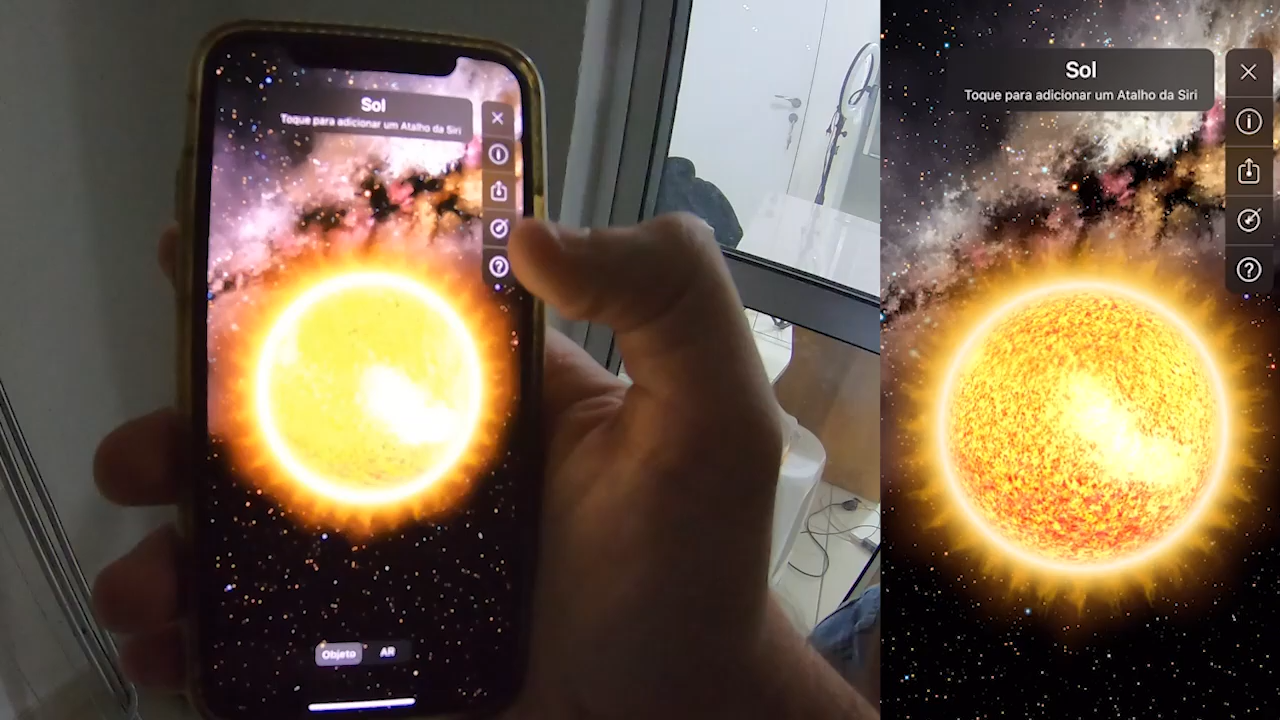 Sol
Toque para adicionar um Atalho da Siri
Objeto
AR
Sol
Toque para adicionar um Atalho da Siri